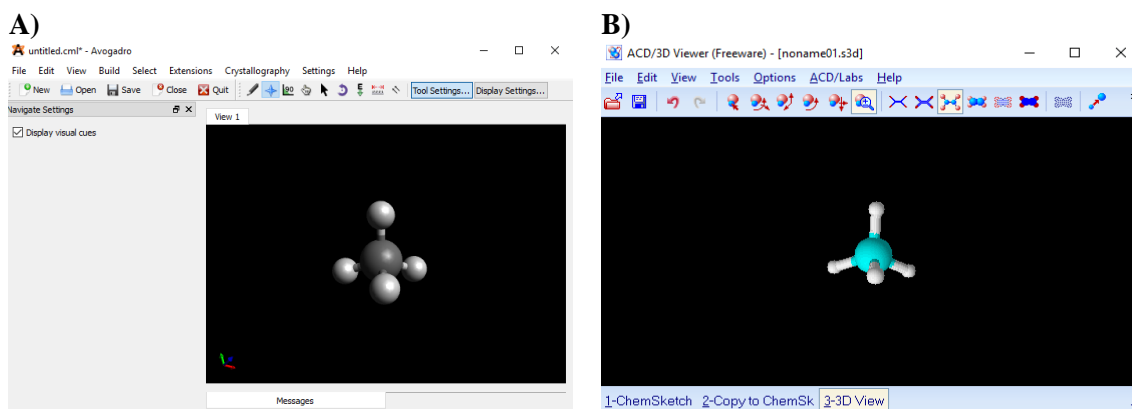 A)
untitled.cml* - Avogadro
File Edit View Build Select Extensions Crystallography Settings Help
New Open Save Close Quit Tool Settings... Display Settings...
Navigate Settings
Display visual cues
View 1
Messages
B)
ACD/3D Viewer (Freeware) - [noname01.s3d]
File Edit View Tools Options ACD/Labs Help
1-ChemSketch 2-Copy to ChemSk 3-3D View